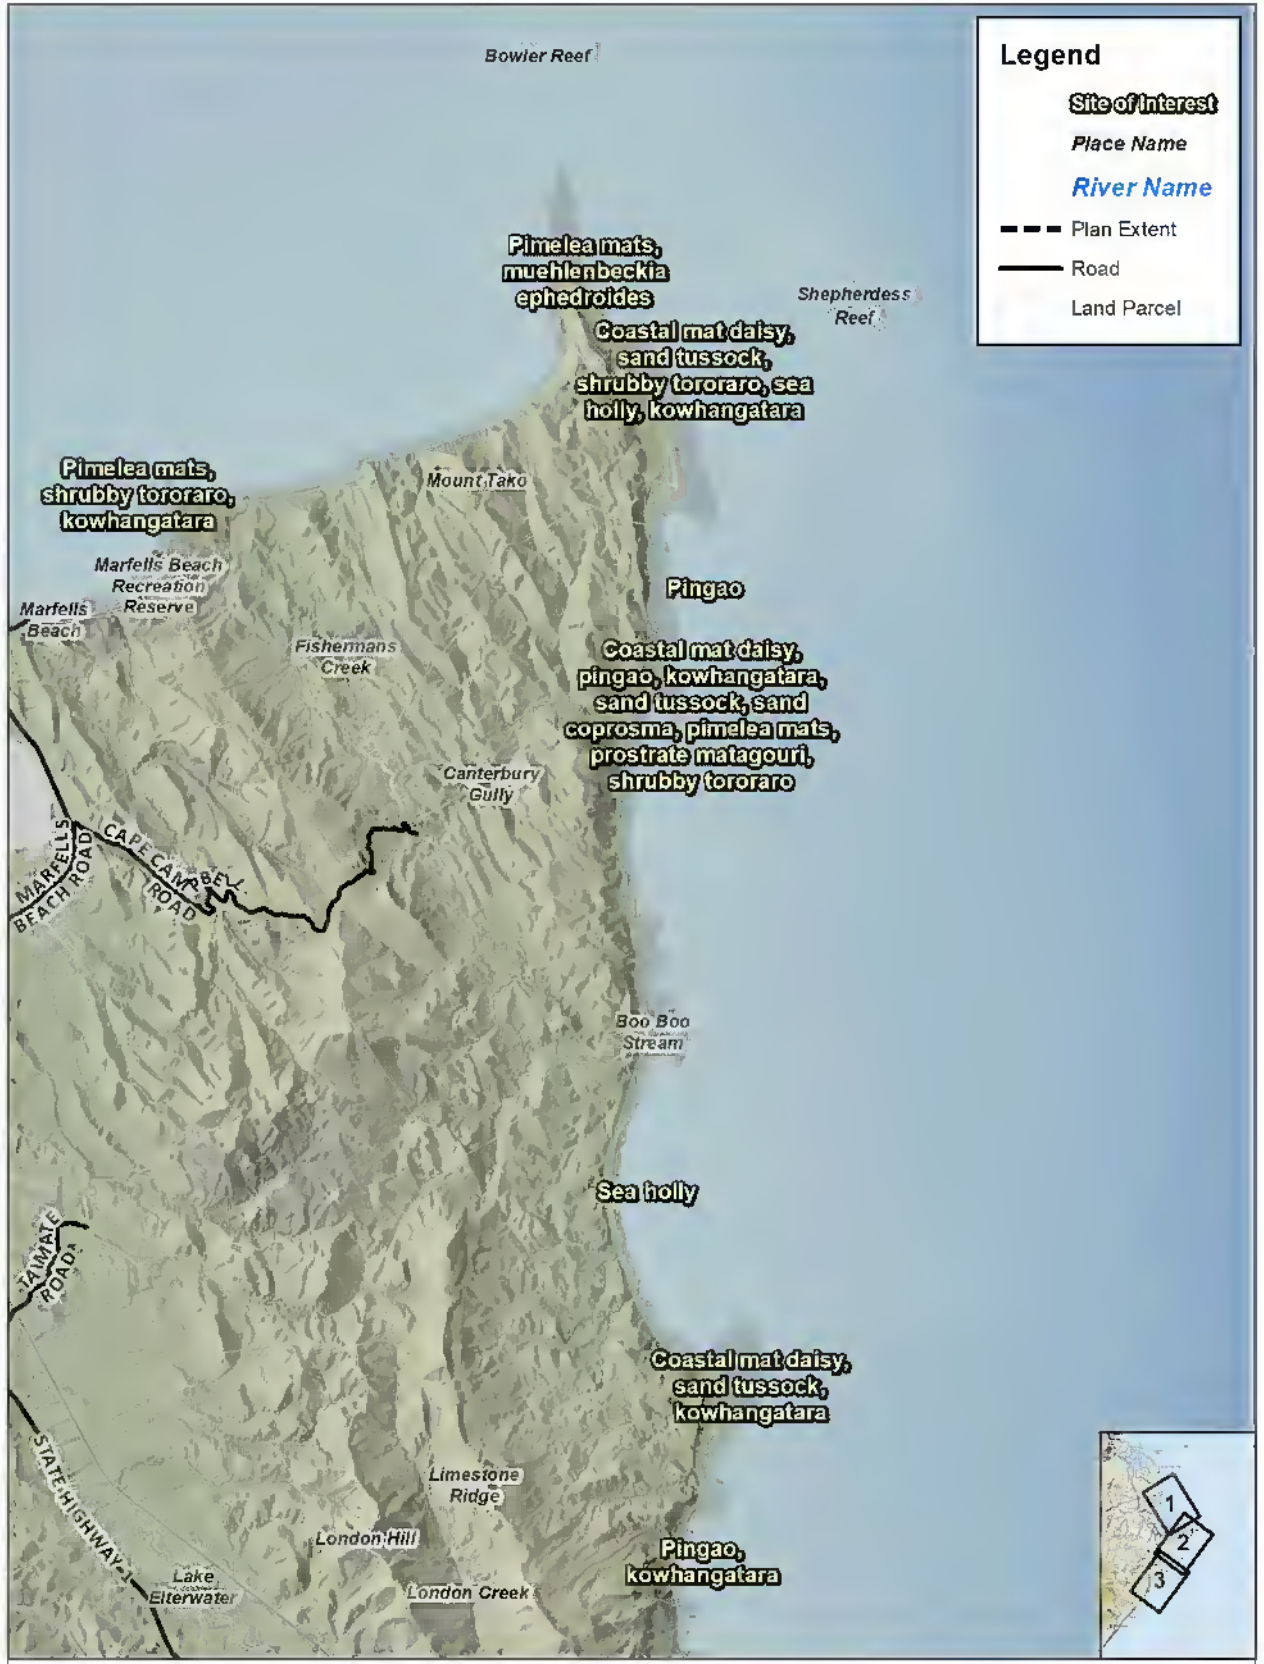 Bowler Reef
Legend
Site of Interest
Place Name
River Name
Plan Extent
Road
Land Parcel
Pimelea mats,
muehlenbeckia
ephedroides
Shepherdess
Reef
Coastal mat daisy,
sand tussock,
shrubby tororaro, sea
holly, kowhangatara
Mount Tako
Pimelea mats,
shrubby tororaro,
kowhangatara
Marfells Beach
Recreation
Reserve
Marfells
Beach
Pingao
Fishermans
Creek
Coastal mat daisy,
pingao, kowhangatara,
sand tussock, sand
coprosma, pimelea mats,
prostrate matagouri,
shrubby tororaro
Canterbury
Gully
MARFELLS
BEACH ROAD
CAPE CAMPBEL
ROAD
Boo Boo
Stream
Sea holly
TAIMATE
ROAD
Coastal mat daisy,
sand tussock,
kowhangatara
STATE HIGHWAY 1
Limestone
Ridge
London Hill
Pingao,
kowhangatara
Lake
Elterwater
London Creek
1
2
3